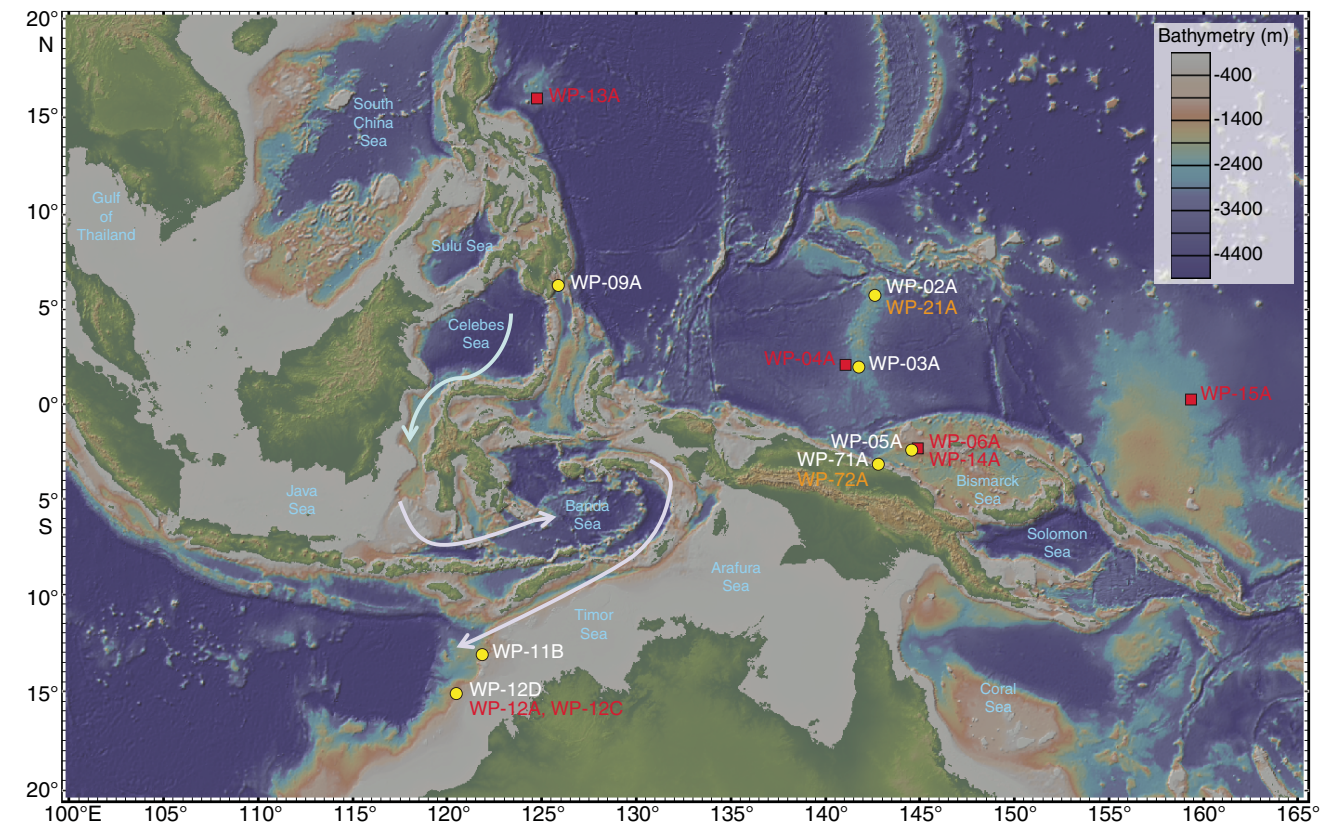 20°
N
15°
10°
5°
0°
5°
S
10°
15°
20°
100°E
105°
110°
115°
120°
125°
130°
135°
140°
145°
150°
155°
160°
165°
Bathymetry (m)
-400
-1400
-2400
-3400
-4400
South
China
Sea
Gulf
of
Thailand
Sulu Sea
Celebes
Sea
Java
Sea
Banda
Sea
Timor
Sea
Arafura
Sea
Bismarck
Sea
Solomon
Sea
Coral
Sea
WP-13A
WP-09A
WP-02A
WP-21A
WP-04A
WP-03A
WP-15A
WP-05A
WP-06A
WP-71A
WP-14A
WP-72A
WP-11B
WP-12D
WP-12A, WP-12C